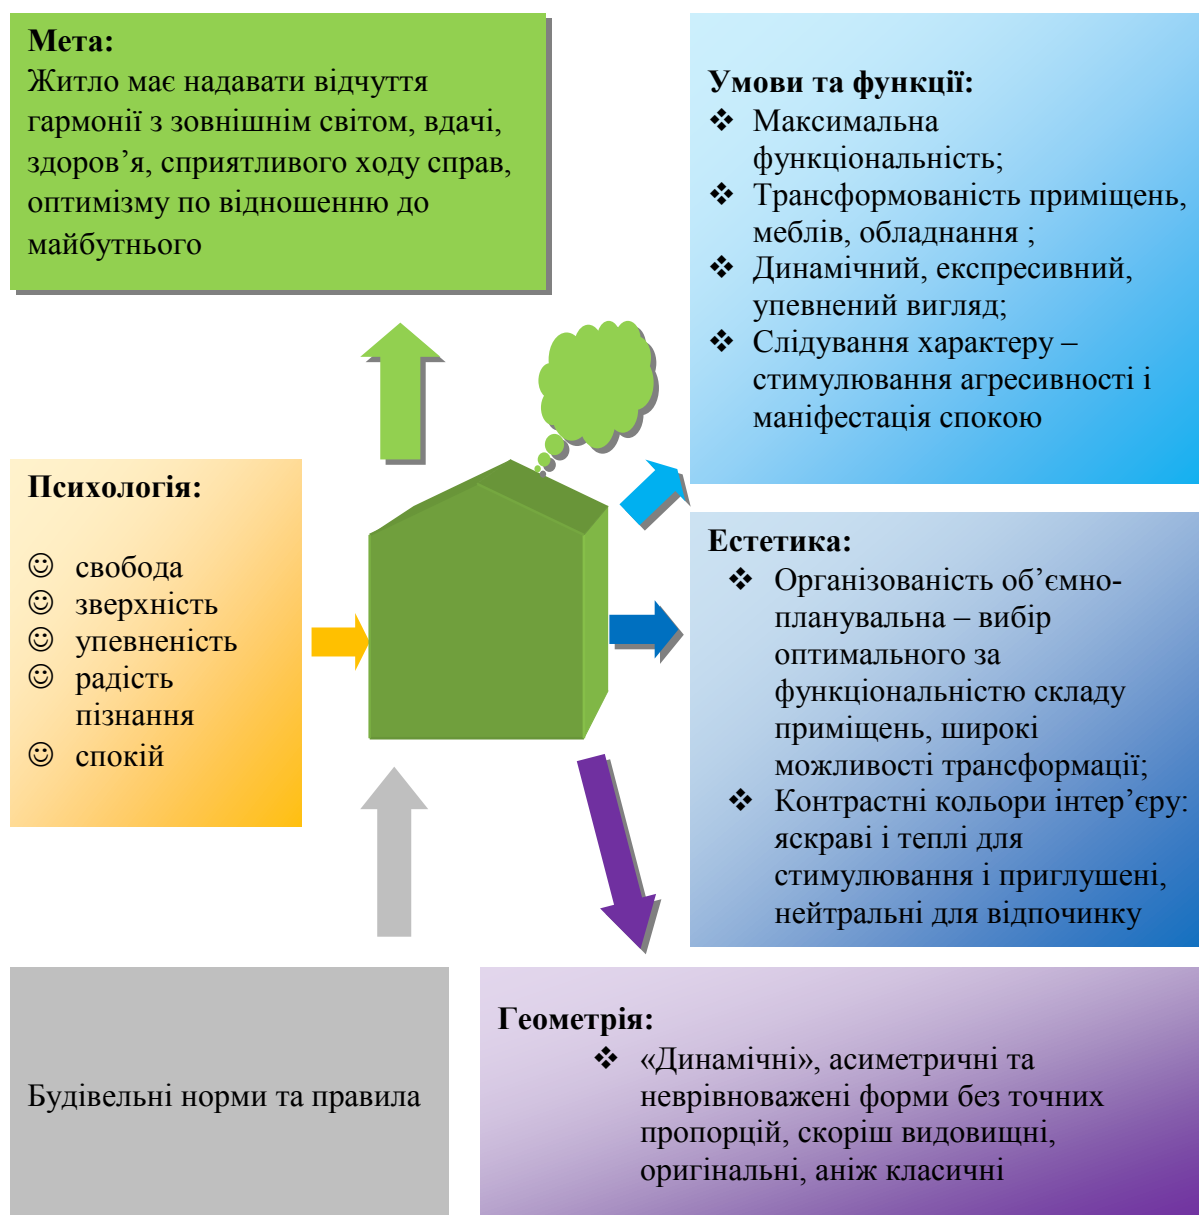 Мета:
Житло має надавати відчуття
гармонії з зовнішнім світом, вдачі,
здоров’я, сприятливого ходу справ,
оптимізму по відношенню до
майбутнього
Умови та функції:
❖ Максимальна
функціональність;
❖ Трансформованість приміщень,
меблів, обладнання ;
❖ Динамічний, експресивний,
упевнений вигляд;
❖ Слідування характеру –
стимулювання агресивності і
маніфестація спокою
Психологія:
☺ свобода
☺ зверхність
☺ упевненість
☺ радість
пізнання
☺ спокій
Естетика:
❖ Організованість об’ємно-
планувальна – вибір
оптимального за
функціональністю складу
приміщень, широкі
можливості трансформації;
❖ Контрастні кольори інтер’єру:
яскраві і теплі для
стимулювання і приглушені,
нейтральні для відпочинку
Будівельні норми та правила
Геометрія:
❖ «Динамічні», асиметричні та
неврівноважені форми без точних
пропорцій, скоріш видовищні,
оригінальні, аніж класичні